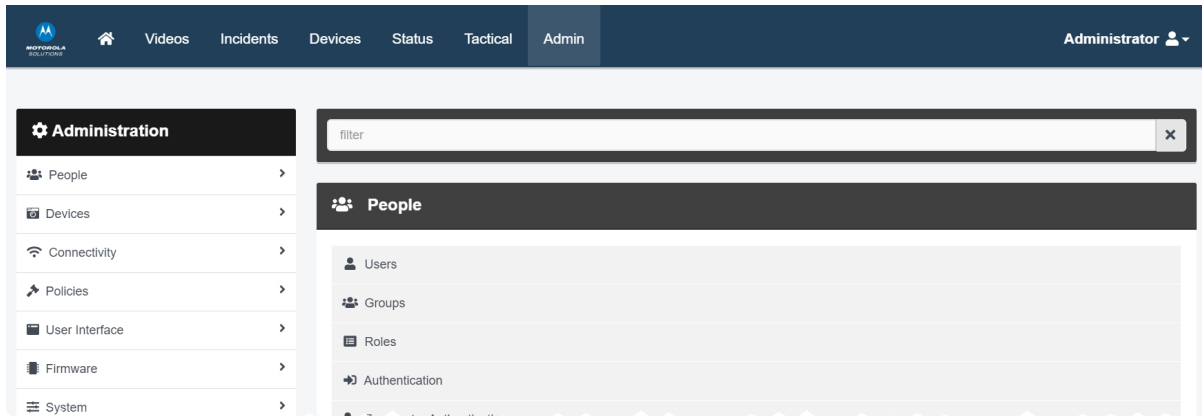 MOTOROLA
SOLUTIONS
Videos
Incidents
Devices
Status
Tactical
Admin
Administrator
Administration
People
Devices
Connectivity
Policies
User Interface
Firmware
System
filter
People
Users
Groups
Roles
Authentication